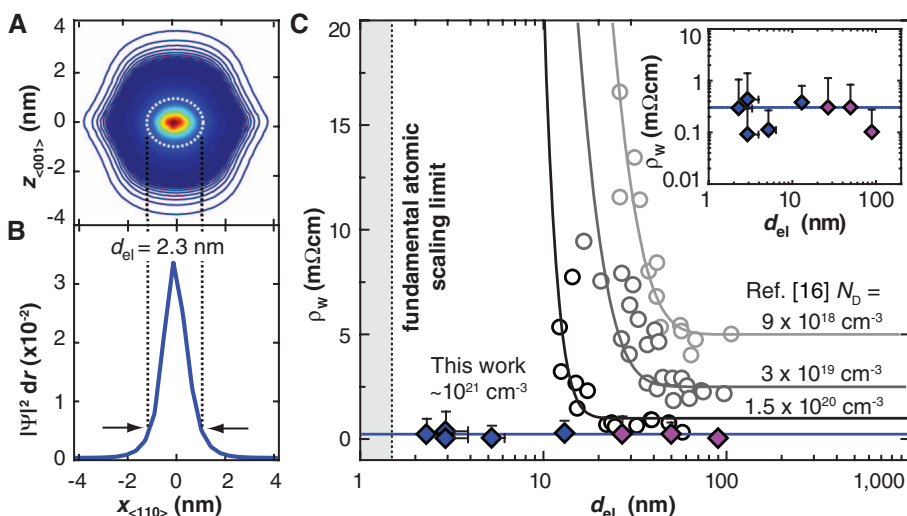 A
z<001> (nm)
4
2
0
-2
-4
B
d_el = 2.3 nm
|Ψ|² dr (x10⁻²)
3
2
1
0
-4 -2 0 2 4
x<110> (nm)
C
ρ_w (mΩcm)
20
15
10
5
0
fundamental atomic
scaling limit
This work
~10²¹ cm⁻³
Ref. [16] N_D =
9 x 10¹⁸ cm⁻³
3 x 10¹⁹ cm⁻³
1.5 x 10²⁰ cm⁻³
1 10 100 1,000
d_el (nm)
ρ_w (mΩcm)
10
1
0.1
0.01
1 10 100
d_el (nm)